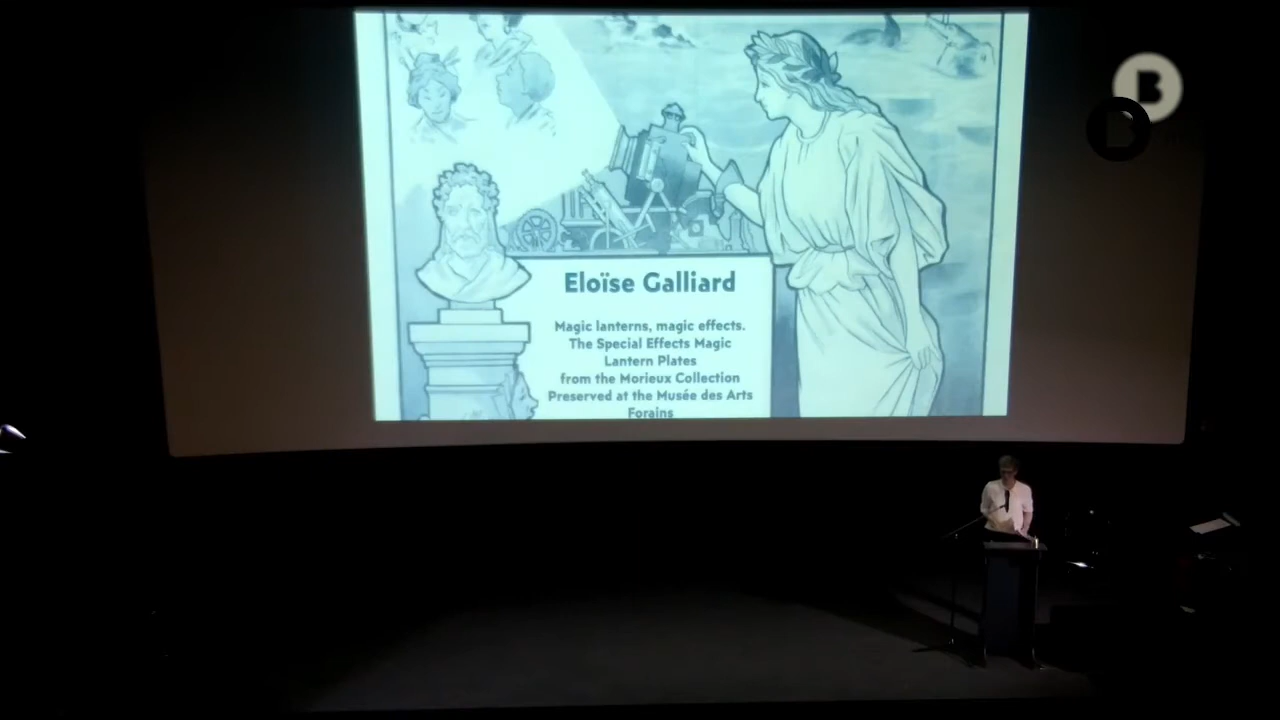 B
B
Eloïse Galliard
Magic lanterns, magic effects.
The Special Effects Magic
Lantern Plates
from the Morieux Collection
Preserved at the Musée des Arts
Forains